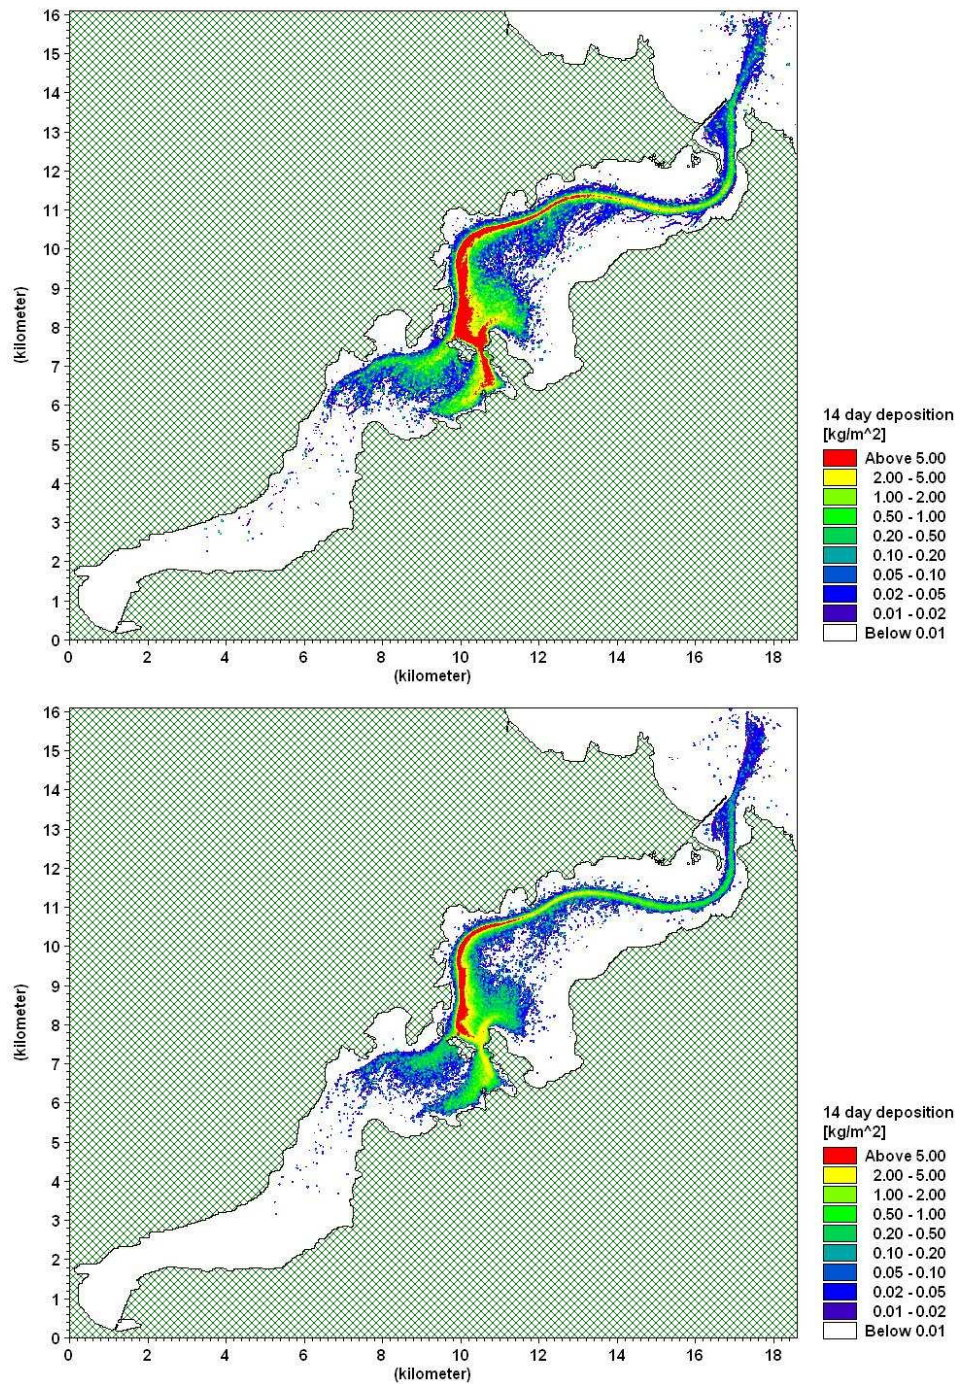 16
15
14
13
12
11
10
9
8
7
6
5
4
3
2
1
0
(kilometer)
0 2 4 6 8 10 12 14 16 18
(kilometer)
14 day deposition
[kg/m^2]
Above 5.00
2.00 - 5.00
1.00 - 2.00
0.50 - 1.00
0.20 - 0.50
0.10 - 0.20
0.05 - 0.10
0.02 - 0.05
0.01 - 0.02
Below 0.01
16
15
14
13
12
11
10
9
8
7
6
5
4
3
2
1
0
(kilometer)
0 2 4 6 8 10 12 14 16 18
(kilometer)
14 day deposition
[kg/m^2]
Above 5.00
2.00 - 5.00
1.00 - 2.00
0.50 - 1.00
0.20 - 0.50
0.10 - 0.20
0.05 - 0.10
0.02 - 0.05
0.01 - 0.02
Below 0.01